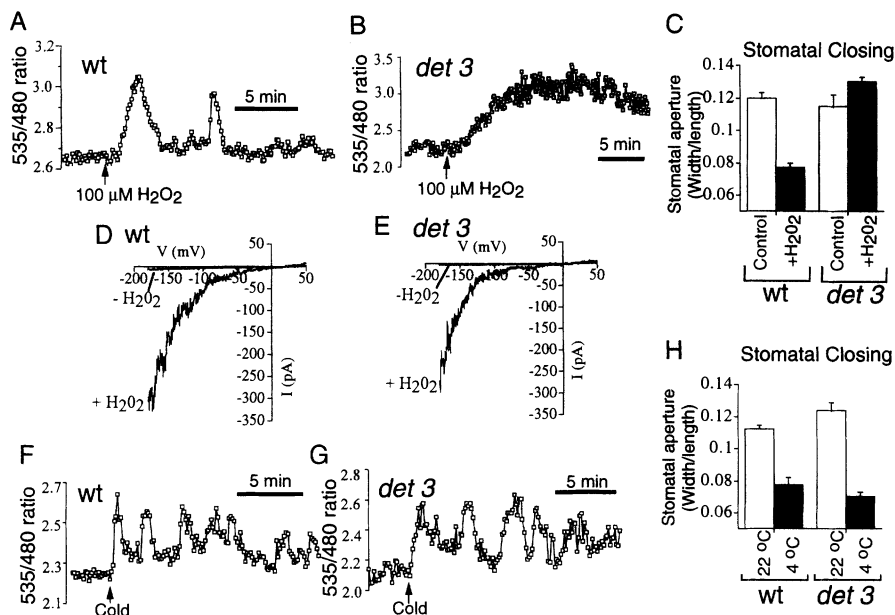 A
wt
535/480 ratio
3.2
3.0
2.8
2.6
5 min
100 µM H2O2
B
det 3
535/480 ratio
3.5
3.0
2.5
2.0
5 min
100 µM H2O2
C
Stomatal Closing
Stomatal aperture
(Width/length)
0.14
0.12
0.10
0.08
0.06
Control
+H2O2
Control
+H2O2
wt
det 3
D
wt
V (mV)
50
-200 -150 -100 -50 50
-50
-100
-150
-200
-250
-300
-350
I (pA)
- H2O2
+ H2O2
E
det 3
V (mV)
50
-200 -150 -100 -50 50
-50
-100
-150
-200
-250
-300
-350
I (pA)
-H2O2
+ H2O2
F
wt
535/480 ratio
2.7
2.5
2.3
2.1
5 min
Cold
G
det 3
535/480 ratio
2.8
2.6
2.4
2.2
2.0
5 min
Cold
H
Stomatal Closing
Stomatal aperture
(Width/length)
0.14
0.12
0.10
0.08
0.06
22 ºC
4 ºC
22 ºC
4 ºC
wt
det 3